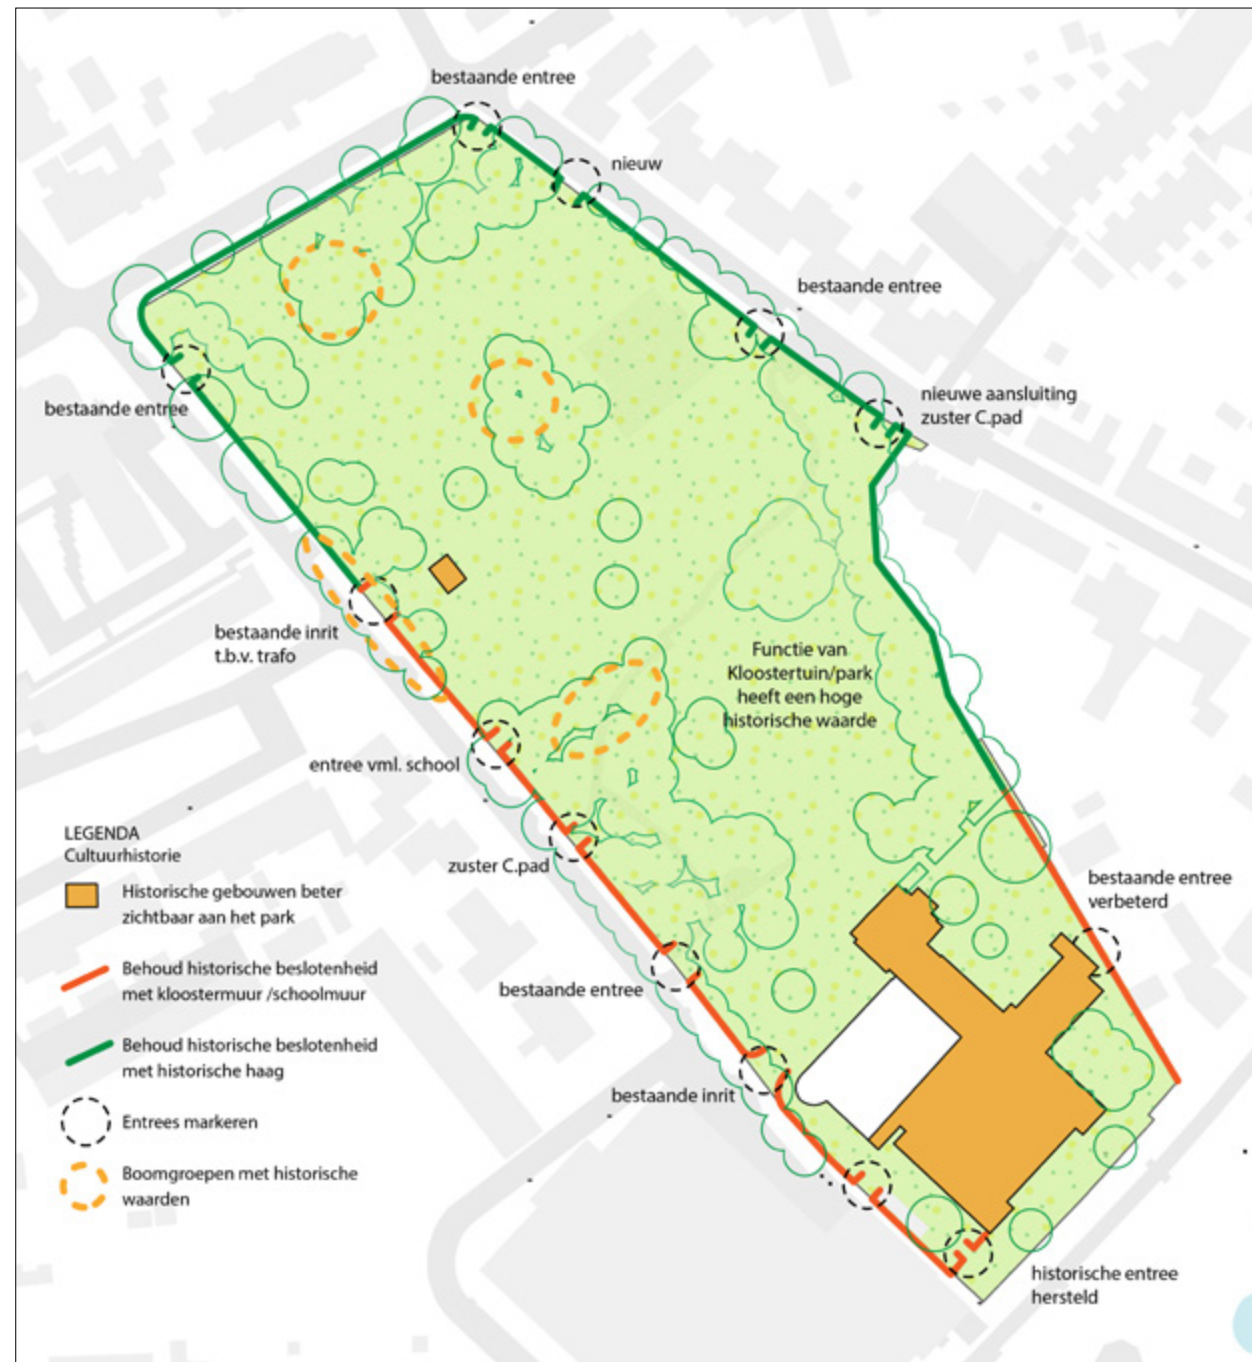 bestaande entree
nieuw
bestaande entree
nieuwe aansluiting
zuster C.pad
bestaande entree
bestaande inrit
t.b.v. trafo
Functie van
Kloostertuin/park
heeft een hoge
historische waarde
entree vml. school
zuster C.pad
bestaande entree
verbeterd
bestaande entree
bestaande inrit
historische entree
hersteld
LEGENDA
Cultuurhistorie
Historische gebouwen beter
zichtbaar aan het park
Behoud historische beslotenheid
met kloostermuur /schoolmuur
Behoud historische beslotenheid
met historische haag
Entrees markeren
Boomgroepen met historische
waarden